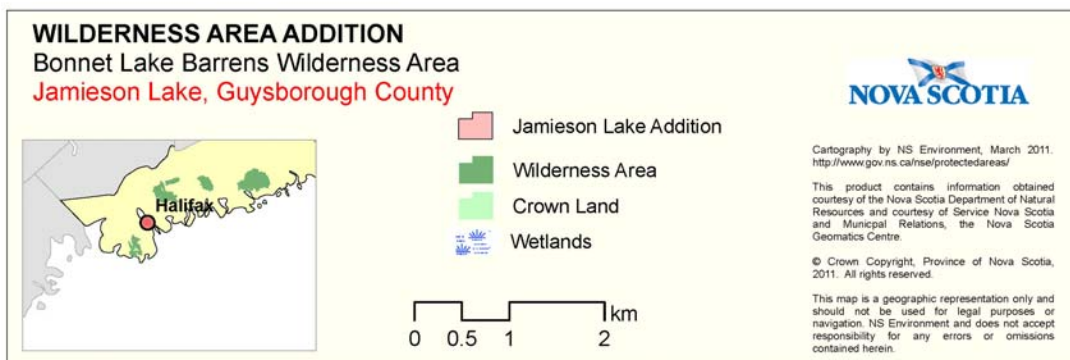 WILDERNESS AREA ADDITION
Bonnet Lake Barrens Wilderness Area
Jamieson Lake, Guysborough County
Halifax
Jamieson Lake Addition
Wilderness Area
Crown Land
Wetlands
0 0.5 1 2 km
NOVA SCOTIA
Cartography by NS Environment, March 2011.
http://www.gov.ns.ca/nse/protectedareas/
This product contains information obtained
courtesy of the Nova Scotia Department of Natural
Resources and courtesy of Service Nova Scotia
and Municpal Relations, the Nova Scotia
Geomatics Centre.
© Crown Copyright, Province of Nova Scotia,
2011. All rights reserved.
This map is a geographic representation only and
should not be used for legal purposes or
navigation. NS Environment and does not accept
responsibility for any errors or omissions
contained herein.